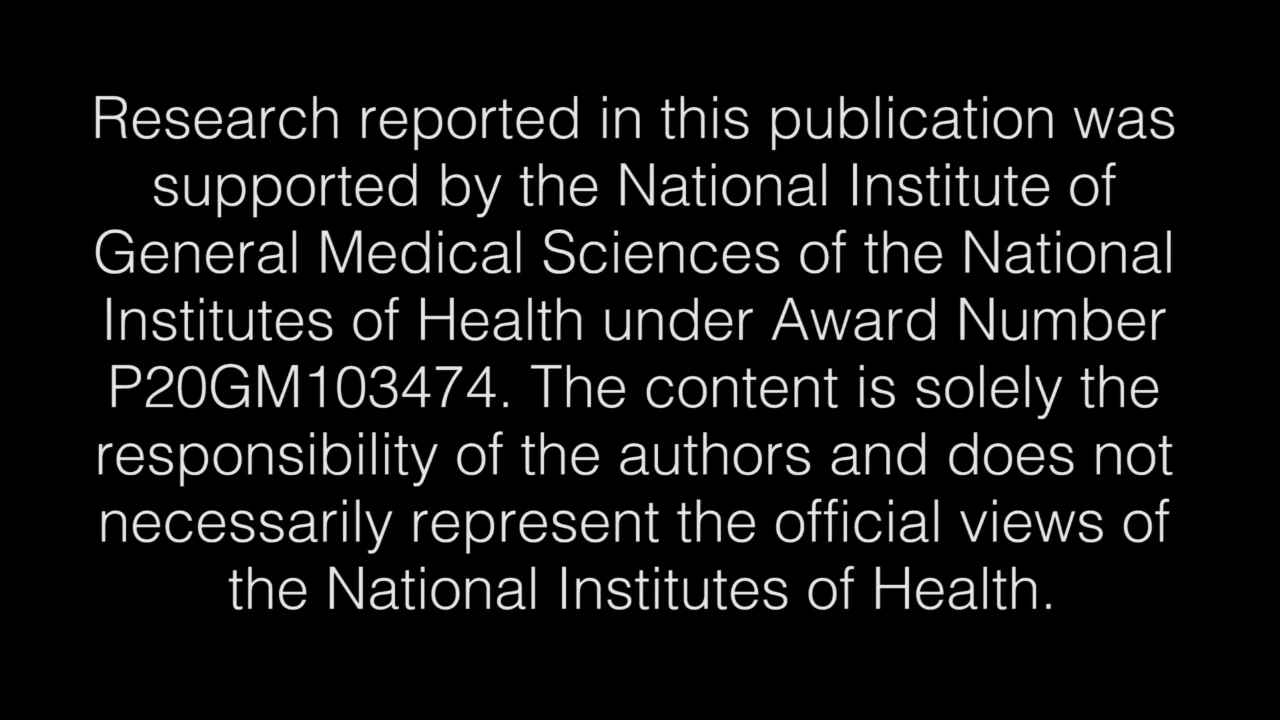 Research reported in this publication was
supported by the National Institute of
General Medical Sciences of the National
Institutes of Health under Award Number
P20GM103474. The content is solely the
responsibility of the authors and does not
necessarily represent the official views of
the National Institutes of Health.